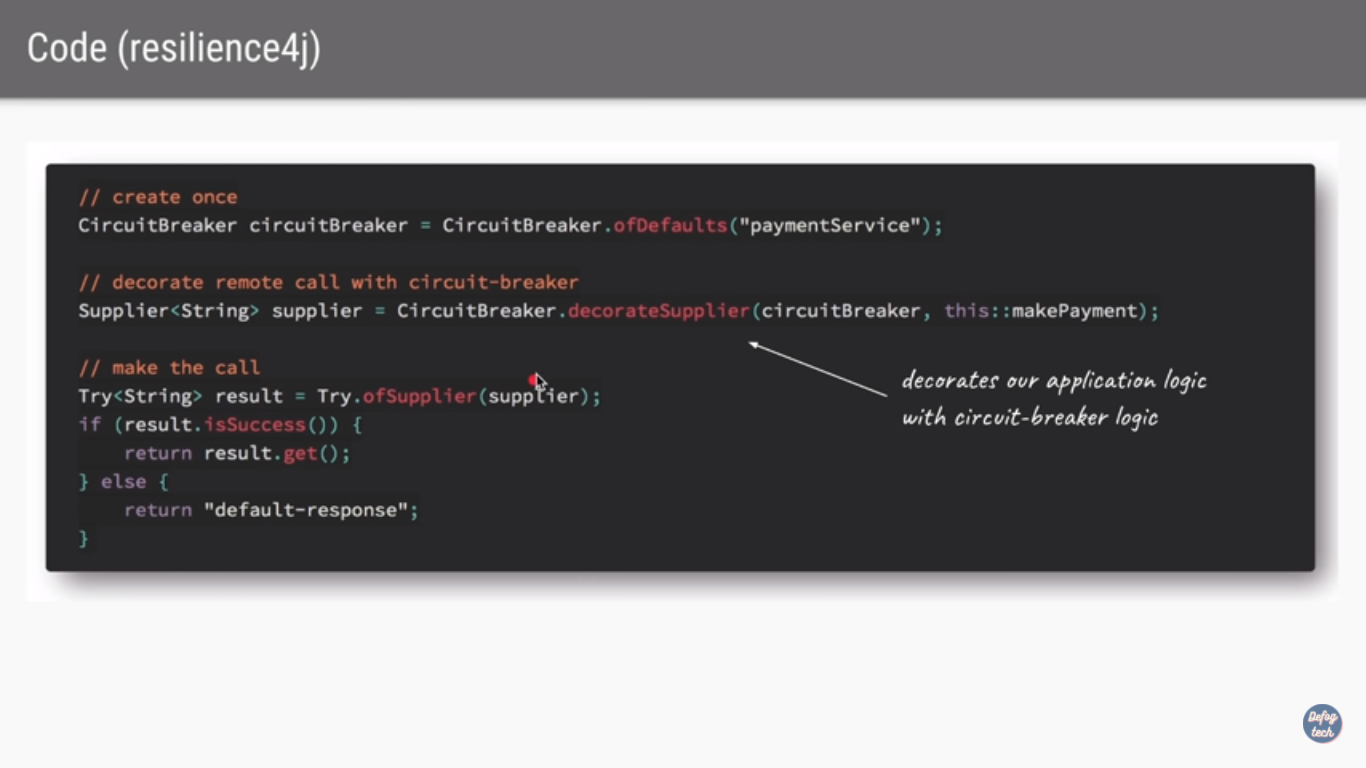 Code (resilience4j)
// create once
CircuitBreaker circuitBreaker = CircuitBreaker.ofDefaults("paymentService");
// decorate remote call with circuit-breaker
Supplier<String> supplier = CircuitBreaker.decorateSupplier(circuitBreaker, this::makePayment);
// make the call
Try<String> result = Try.ofSupplier(supplier);
if (result.isSuccess()) {
return result.get();
} else {
return "default-response";
}
decorates our application logic
with circuit-breaker logic
Defog
tech